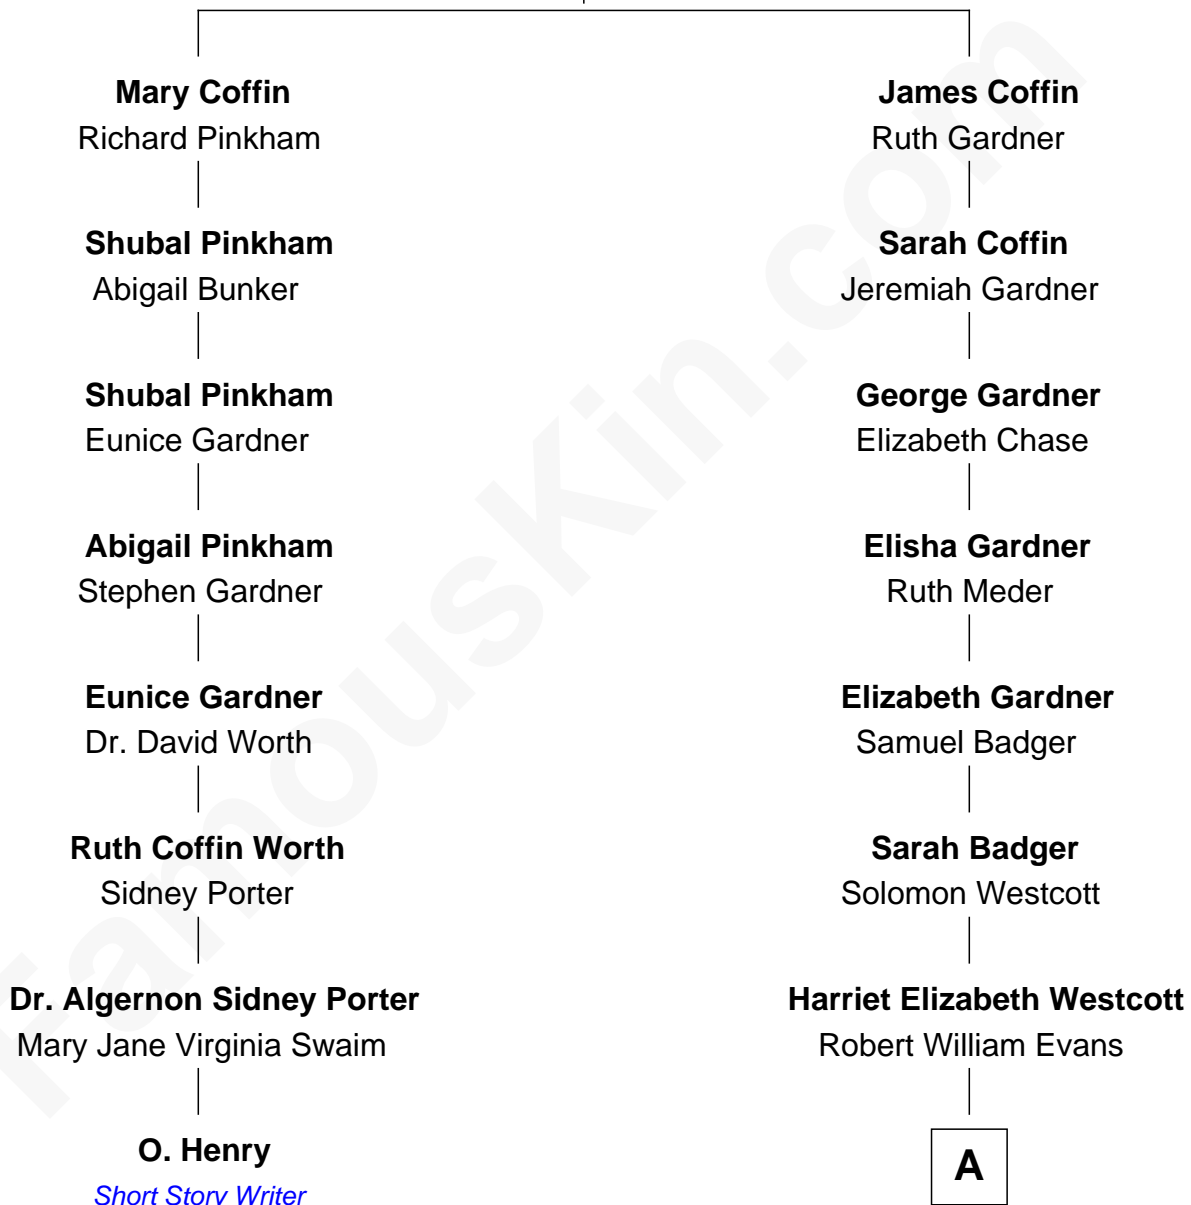 Mary Coffin
Richard Pinkham
Shubal Pinkham
Abigail Bunker
Shubal Pinkham
Eunice Gardner
Abigail Pinkham
Stephen Gardner
Eunice Gardner
Dr. David Worth
Ruth Coffin Worth
Sidney Porter
Dr. Algernon Sidney Porter
Mary Jane Virginia Swaim
O. Henry
Short Story Writer
James Coffin
Ruth Gardner
Sarah Coffin
Jeremiah Gardner
George Gardner
Elizabeth Chase
Elisha Gardner
Ruth Meder
Elizabeth Gardner
Samuel Badger
Sarah Badger
Solomon Westcott
Harriet Elizabeth Westcott
Robert William Evans
A
FamousKin.com